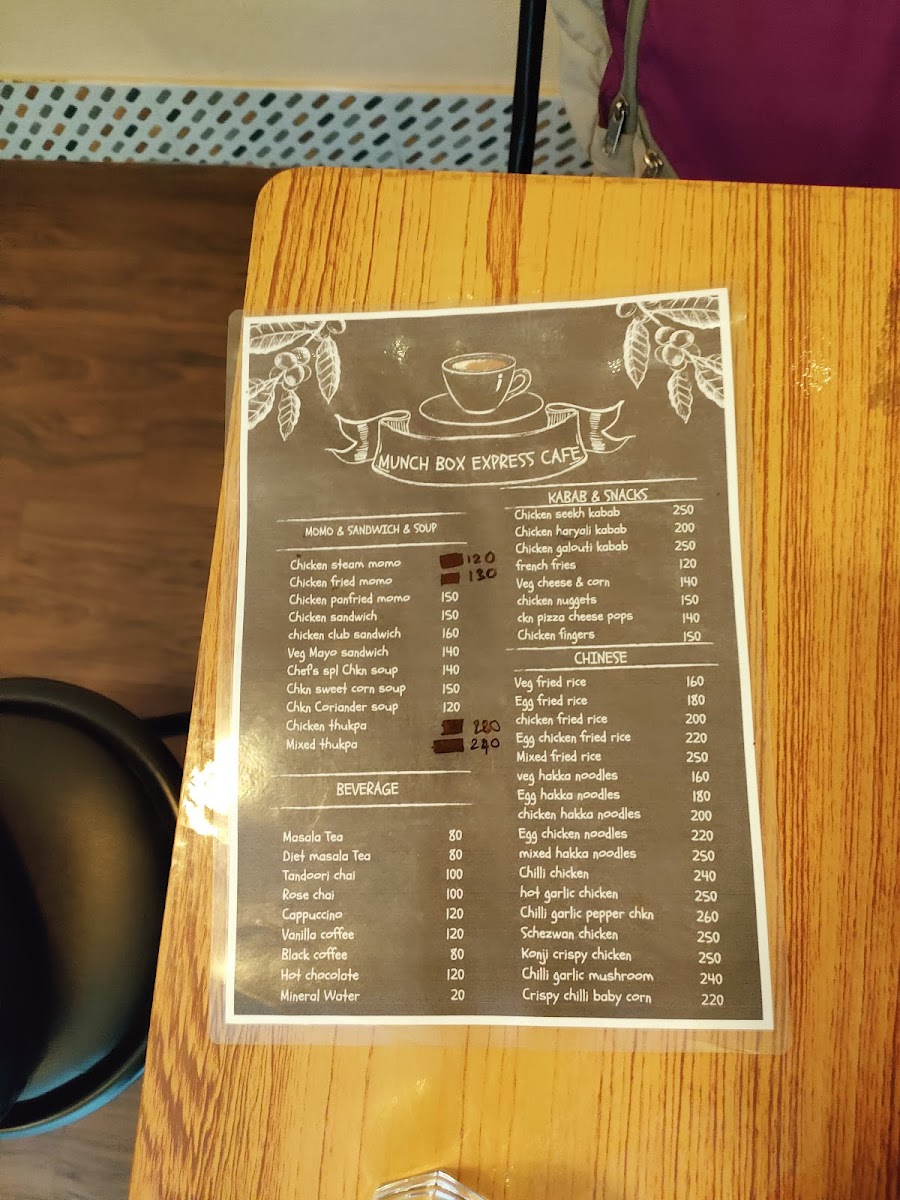 MUNCH BOX EXPRESS CAFE
MOMO & SANDWICH & SOUP
Chicken steam momo 120
Chicken fried momo 130
Chicken panfried momo 150
Chicken sandwich 150
chicken club sandwich 160
Veg Mayo sandwich 140
Chef's spl Chkn soup 140
Chkn sweet corn soup 150
Chkn Coriander soup 120
Chicken thukpa 220
Mixed thukpa 240
BEVERAGE
Masala Tea 80
Diet masala Tea 80
Tandoori chai 100
Rose chai 100
Cappuccino 120
Vanilla coffee 120
Black coffee 80
Hot chocolate 120
Mineral Water 20
KABAB & SNACKS
Chicken seekh kabab 250
Chicken haryali kabab 200
Chicken galouti kabab 250
french fries 120
Veg cheese & corn 140
chicken nuggets 150
ckn pizza cheese pops 140
Chicken fingers 150
CHINESE
Veg fried rice 160
Egg fried rice 180
chicken fried rice 200
Egg chicken fried rice 220
Mixed fried rice 250
veg hakka noodles 160
Egg hakka noodles 180
chicken hakka noodles 200
Egg chicken noodles 220
mixed hakka noodles 250
Chilli chicken 240
hot garlic chicken 250
Chilli garlic pepper chkn 260
Schezwan chicken 250
Konji crispy chicken 250
Chilli garlic mushroom 240
Crispy chilli baby corn 220